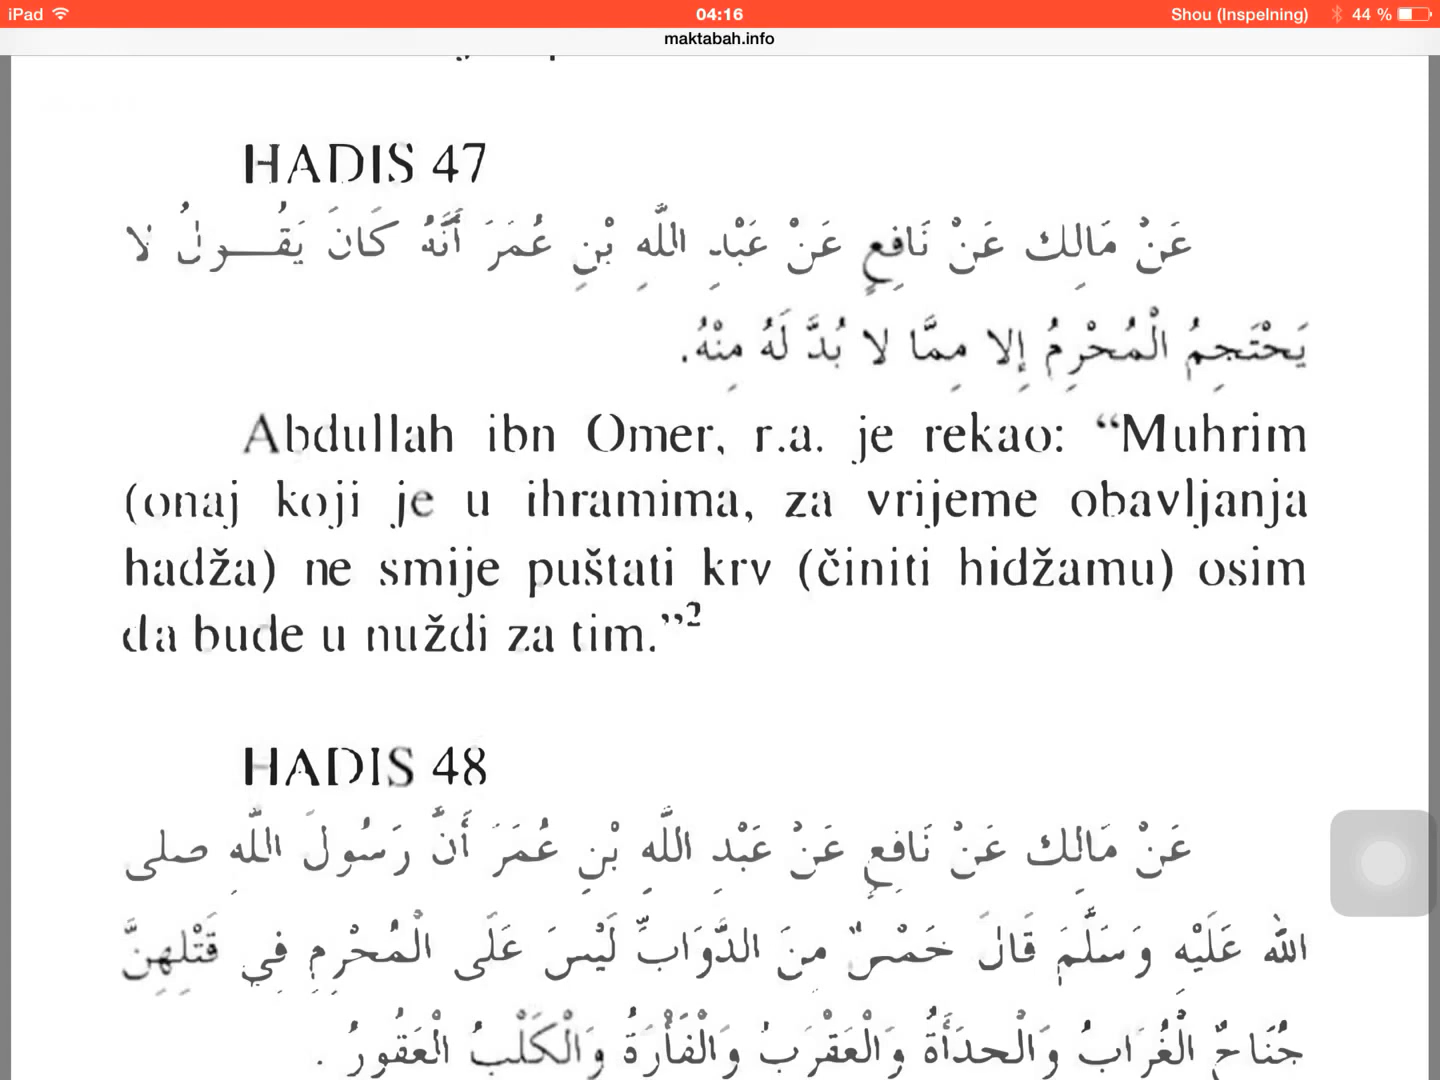 iPad 04:16 Shou (Inspelning) 44 %
maktabah.info
HADIS 47
عَنْ مَالِك عَنْ نَافِعٍ عَنْ عَبْدِ اللَّهِ بْنِ عُمَرَ أَنَّهُ كَانَ يَقُـــولُ لا
يَحْتَجِمُ الْمُحْرِمُ إِلا مِمَّا لا بُدَّ لَهُ مِنْهُ.
Abdullah ibn Omer, r.a. je rekao: “Muhrim
(onaj koji je u ihramima, za vrijeme obavljanja
hadža) ne smije puštati krv (činiti hidžamu) osim
da bude u nuždi za tim.”2
HADIS 48
عَنْ مَالِك عَنْ نَافِعٍ عَنْ عَبْدِ اللَّهِ بْنِ عُمَرَ أَنَّ رَسُولَ اللَّهِ صلى
الله عَلَيْهِ وَسَلَّمَ قَالَ خَمْسٌ مِنَ الدَّوَابِّ لَيْسَ عَلَى الْمُحْرِمِ فِي قَتْلِهِنَّ
جُنَاحٌ الْغُرَابُ وَالْحدَأَةُ وَالْعَقْرَبُ وَالْفَأْرَةُ وَالْكَلْبُ الْعَقُورُ .